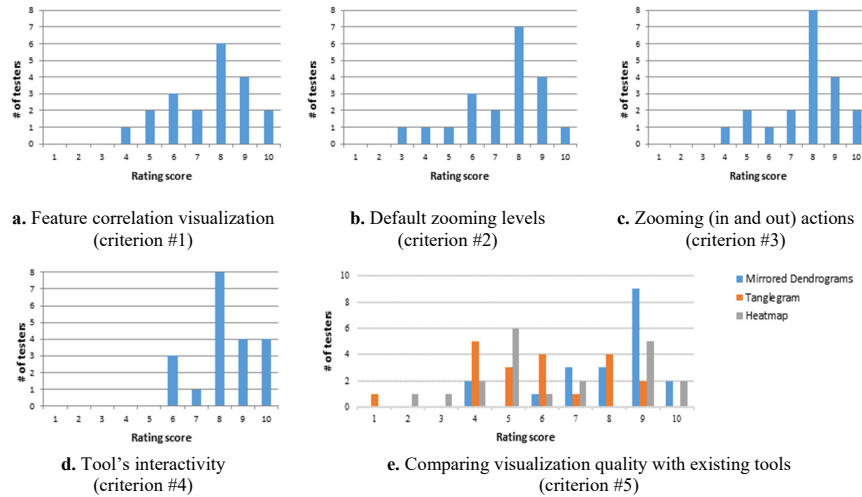 8
7
6
5
4
3
2
1
0
# of testers
1 2 3 4 5 6 7 8 9 10
Rating score
a. Feature correlation visualization
(criterion #1)
8
7
6
5
4
3
2
1
0
# of testers
1 2 3 4 5 6 7 8 9 10
Rating score
b. Default zooming levels
(criterion #2)
8
7
6
5
4
3
2
1
0
# of testers
1 2 3 4 5 6 7 8 9 10
Rating score
c. Zooming (in and out) actions
(criterion #3)
8
7
6
5
4
3
2
1
0
# of testers
1 2 3 4 5 6 7 8 9 10
Rating score
d. Tool's interactivity
(criterion #4)
10
8
6
4
2
0
# of testers
1 2 3 4 5 6 7 8 9 10
Rating score
Mirrored Dendrograms
Tanglegram
Heatmap
e. Comparing visualization quality with existing tools
(criterion #5)